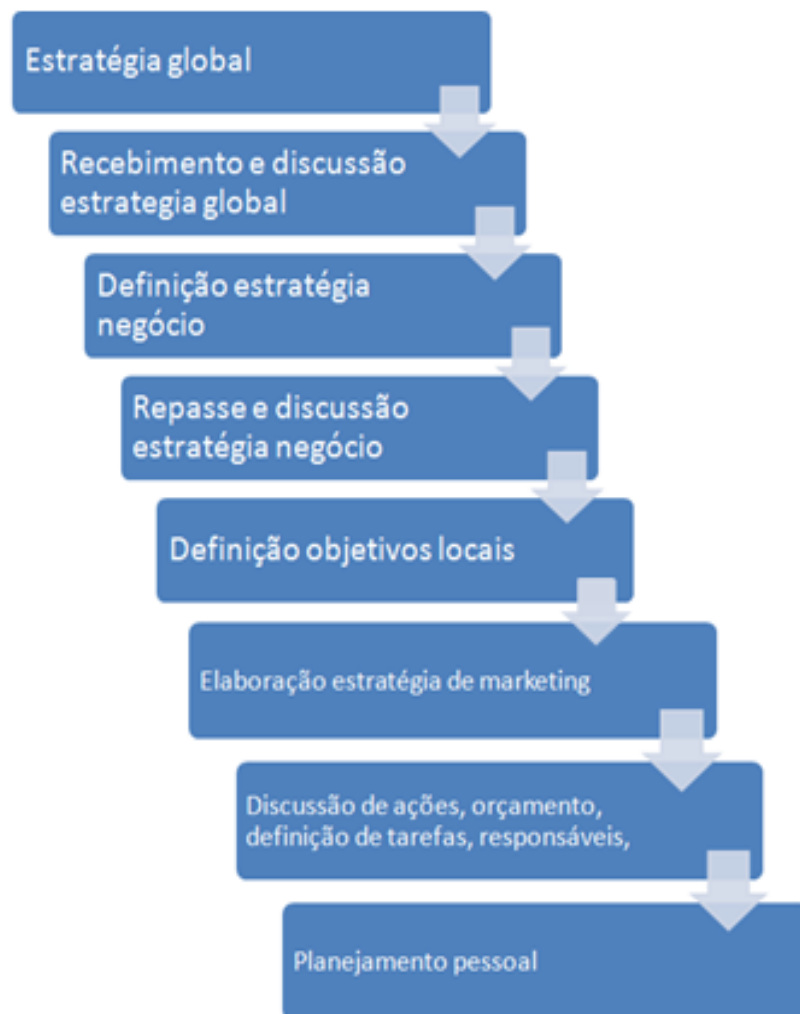 Estratégia global
Recebimento e discussão
estrategia global
Definição estratégia
negócio
Repasse e discussão
estratégia negócio
Definição objetivos locais
Elaboração estratégia de marketing
Discussão de ações, orçamento,
definição de tarefas, responsáveis,
Planejamento pessoal